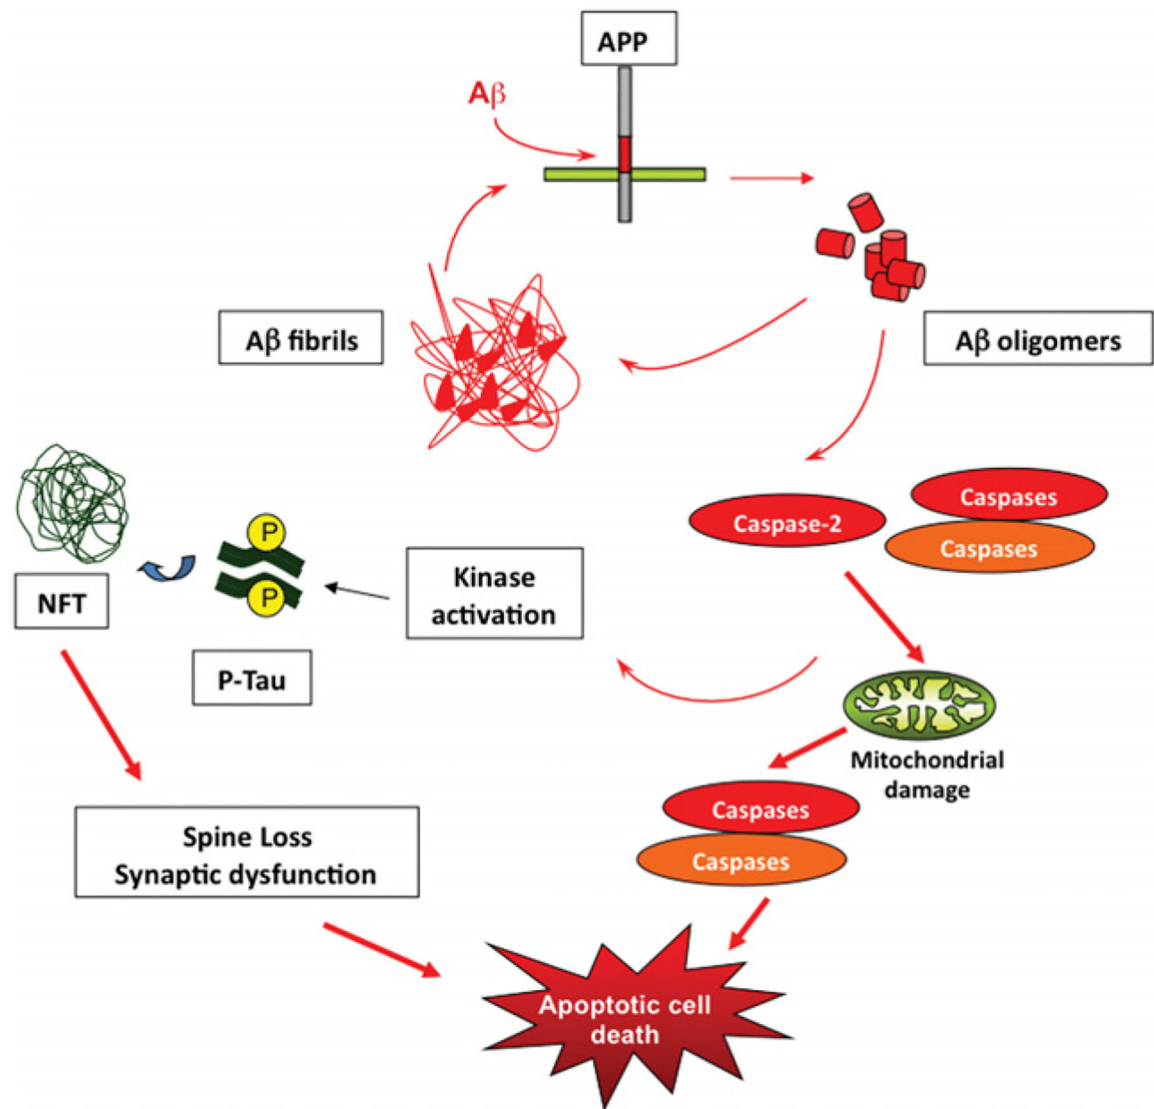 APP
Aβ
Aβ fibrils
Aβ oligomers
Caspases
Caspase-2
Caspases
P
P
NFT
Kinase
activation
P-Tau
Mitochondrial
damage
Caspases
Caspases
Spine Loss
Synaptic dysfunction
Apoptotic cell
death